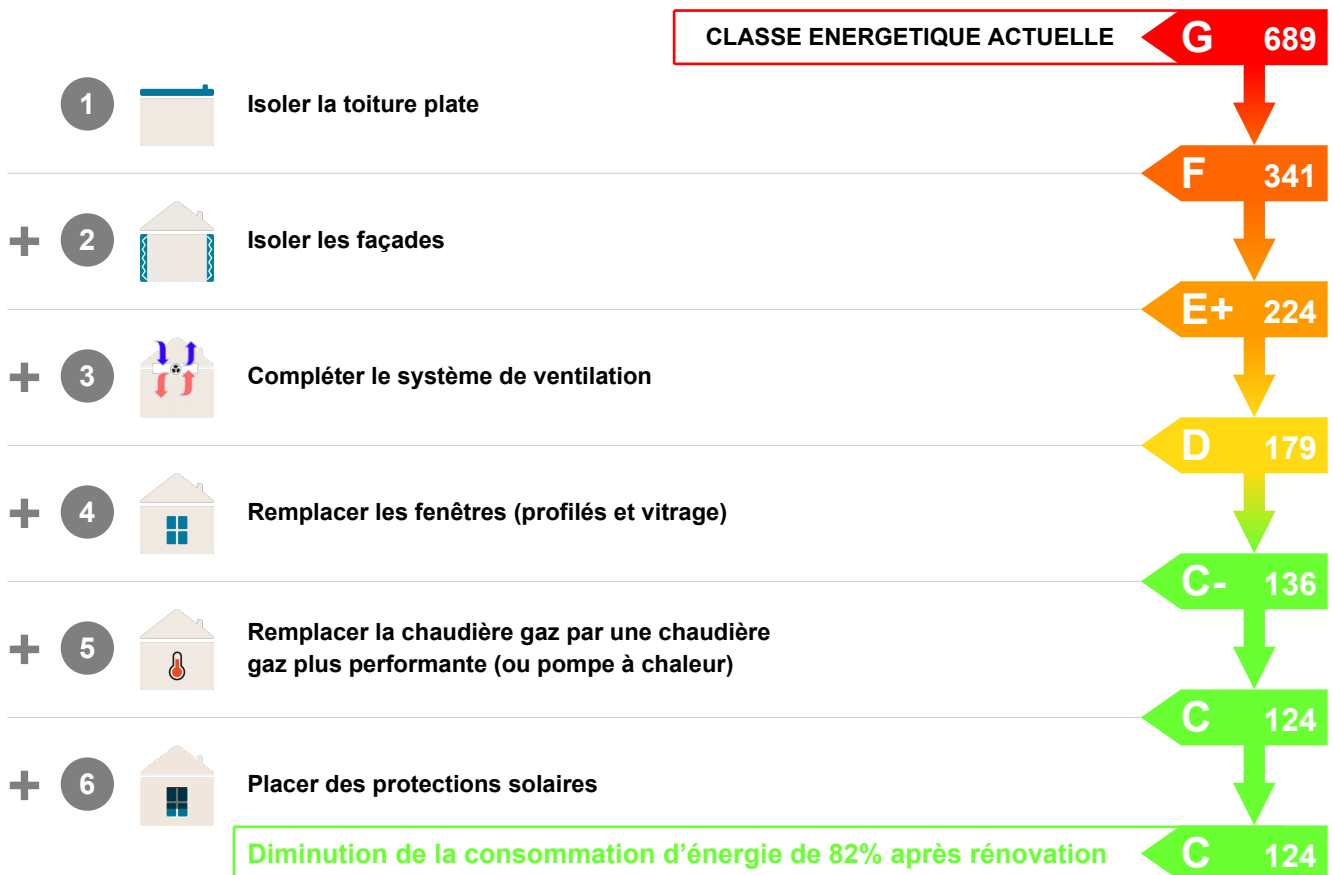 CLASSE ENERGETIQUE ACTUELLE G 689
1 Isoler la toiture plate
F 341
+ 2 Isoler les façades
E+ 224
+ 3 Compléter le système de ventilation
D 179
+ 4 Remplacer les fenêtres (profilés et vitrage)
C- 136
+ 5 Remplacer la chaudière gaz par une chaudière
gaz plus performante (ou pompe à chaleur)
C 124
+ 6 Placer des protections solaires
Diminution de la consommation d’énergie de 82% après rénovation C 124